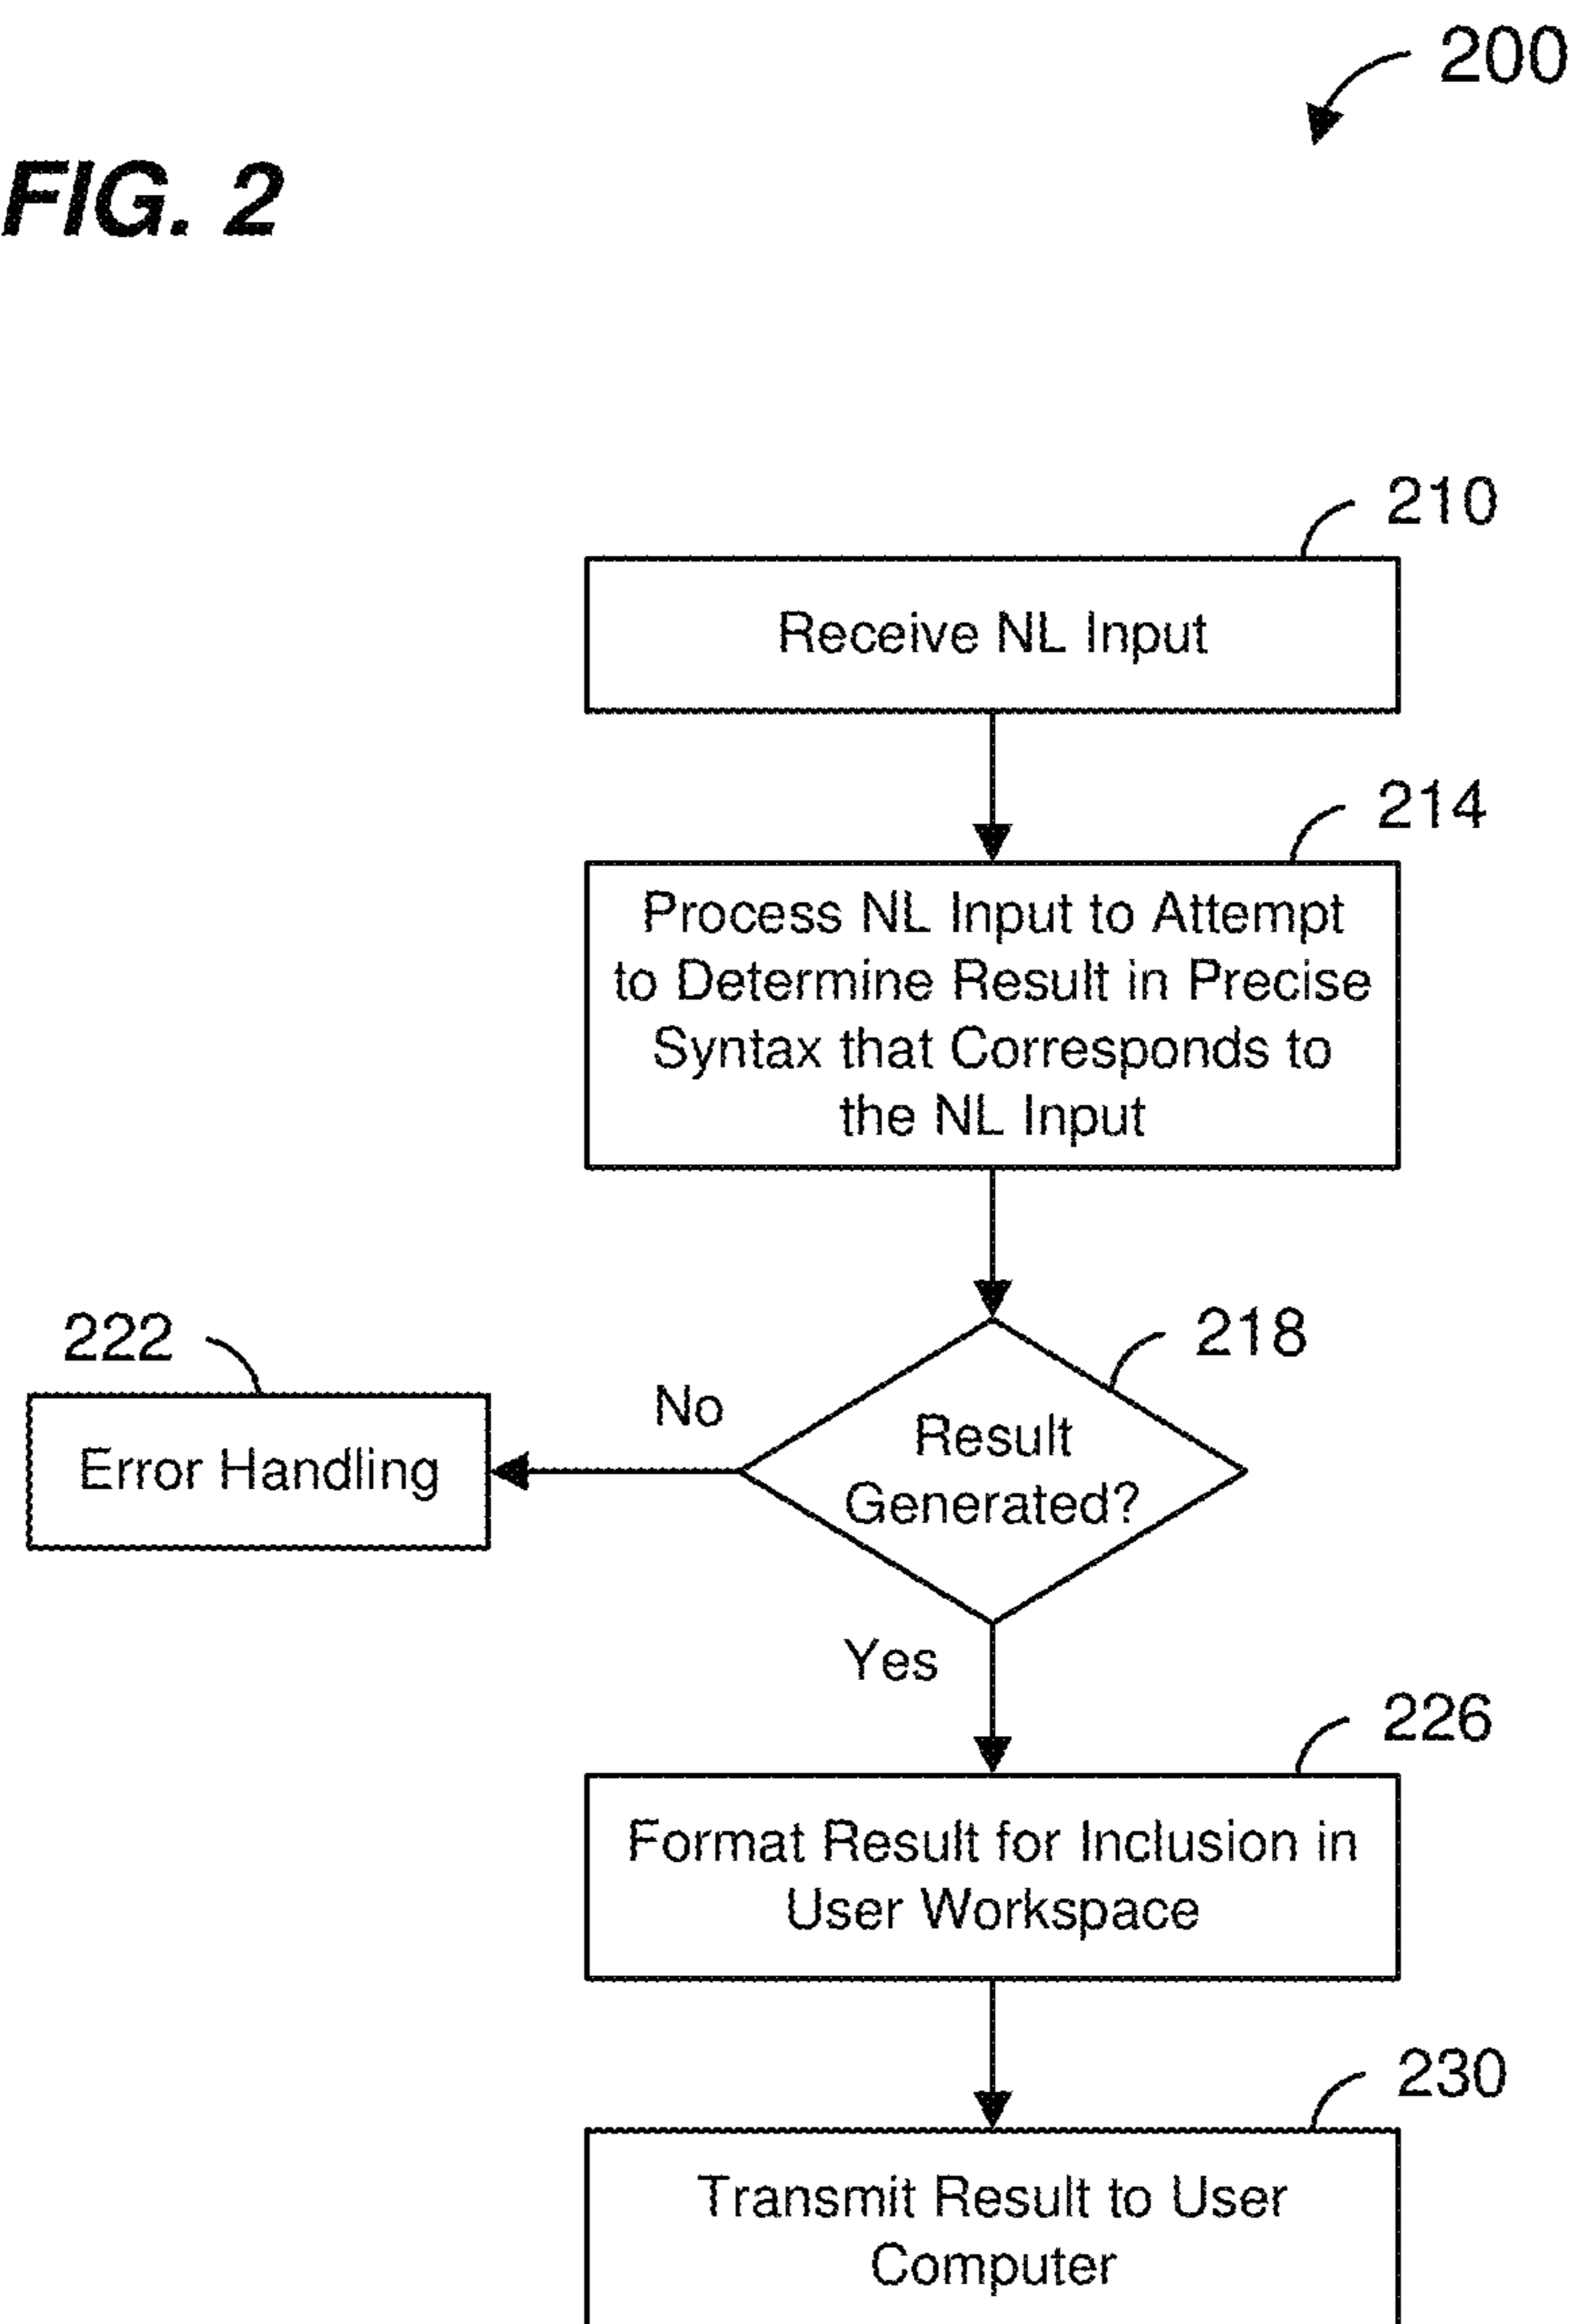 200
FIG. 2
210
Receive NL Input
214
Process NL Input to Attempt
to Determine Result in Precise
Syntax that Corresponds to
the NL Input
222
218
No
Error Handling
Result
Generated?
Yes
226
Format Result for Inclusion in
User Workspace
230
Transmit Result to User
Computer